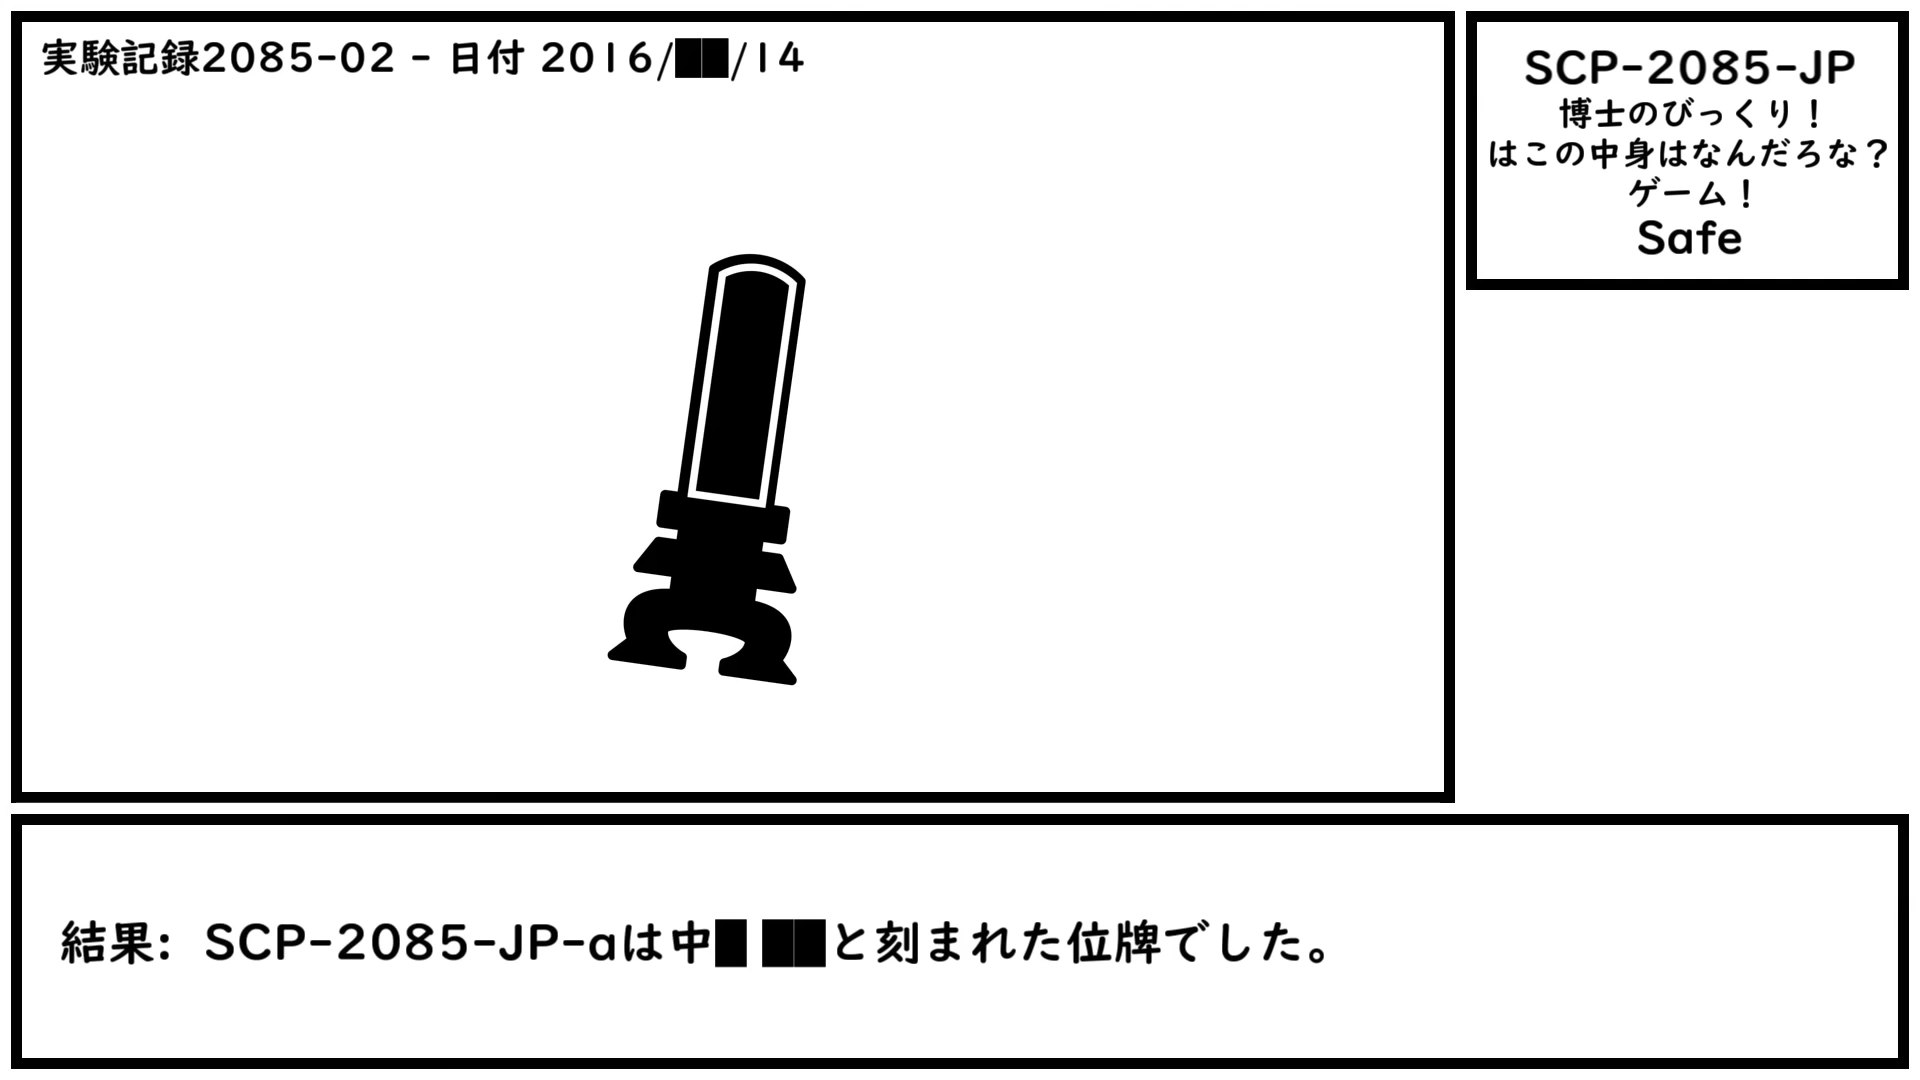 実験記録2085-02 - 日付 2016/██/14
SCP-2085-JP
博士のびっくり！
はこの中身はなんだろな？
ゲーム！
Safe
結果: SCP-2085-JP-aは中█ ██と刻まれた位牌でした。